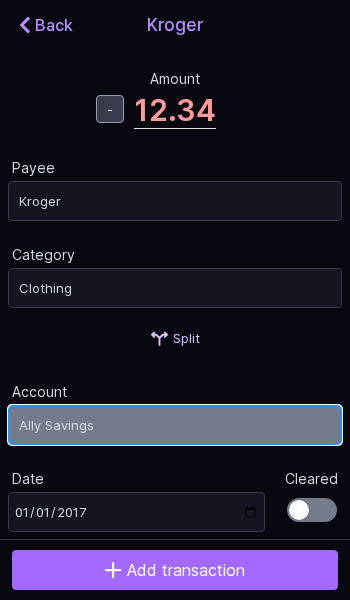 Back
Kroger
Amount
-
12.34
Payee
Kroger
Category
Clothing
Split
Account
Ally Savings
Date
Cleared
01/01/2017
Add transaction